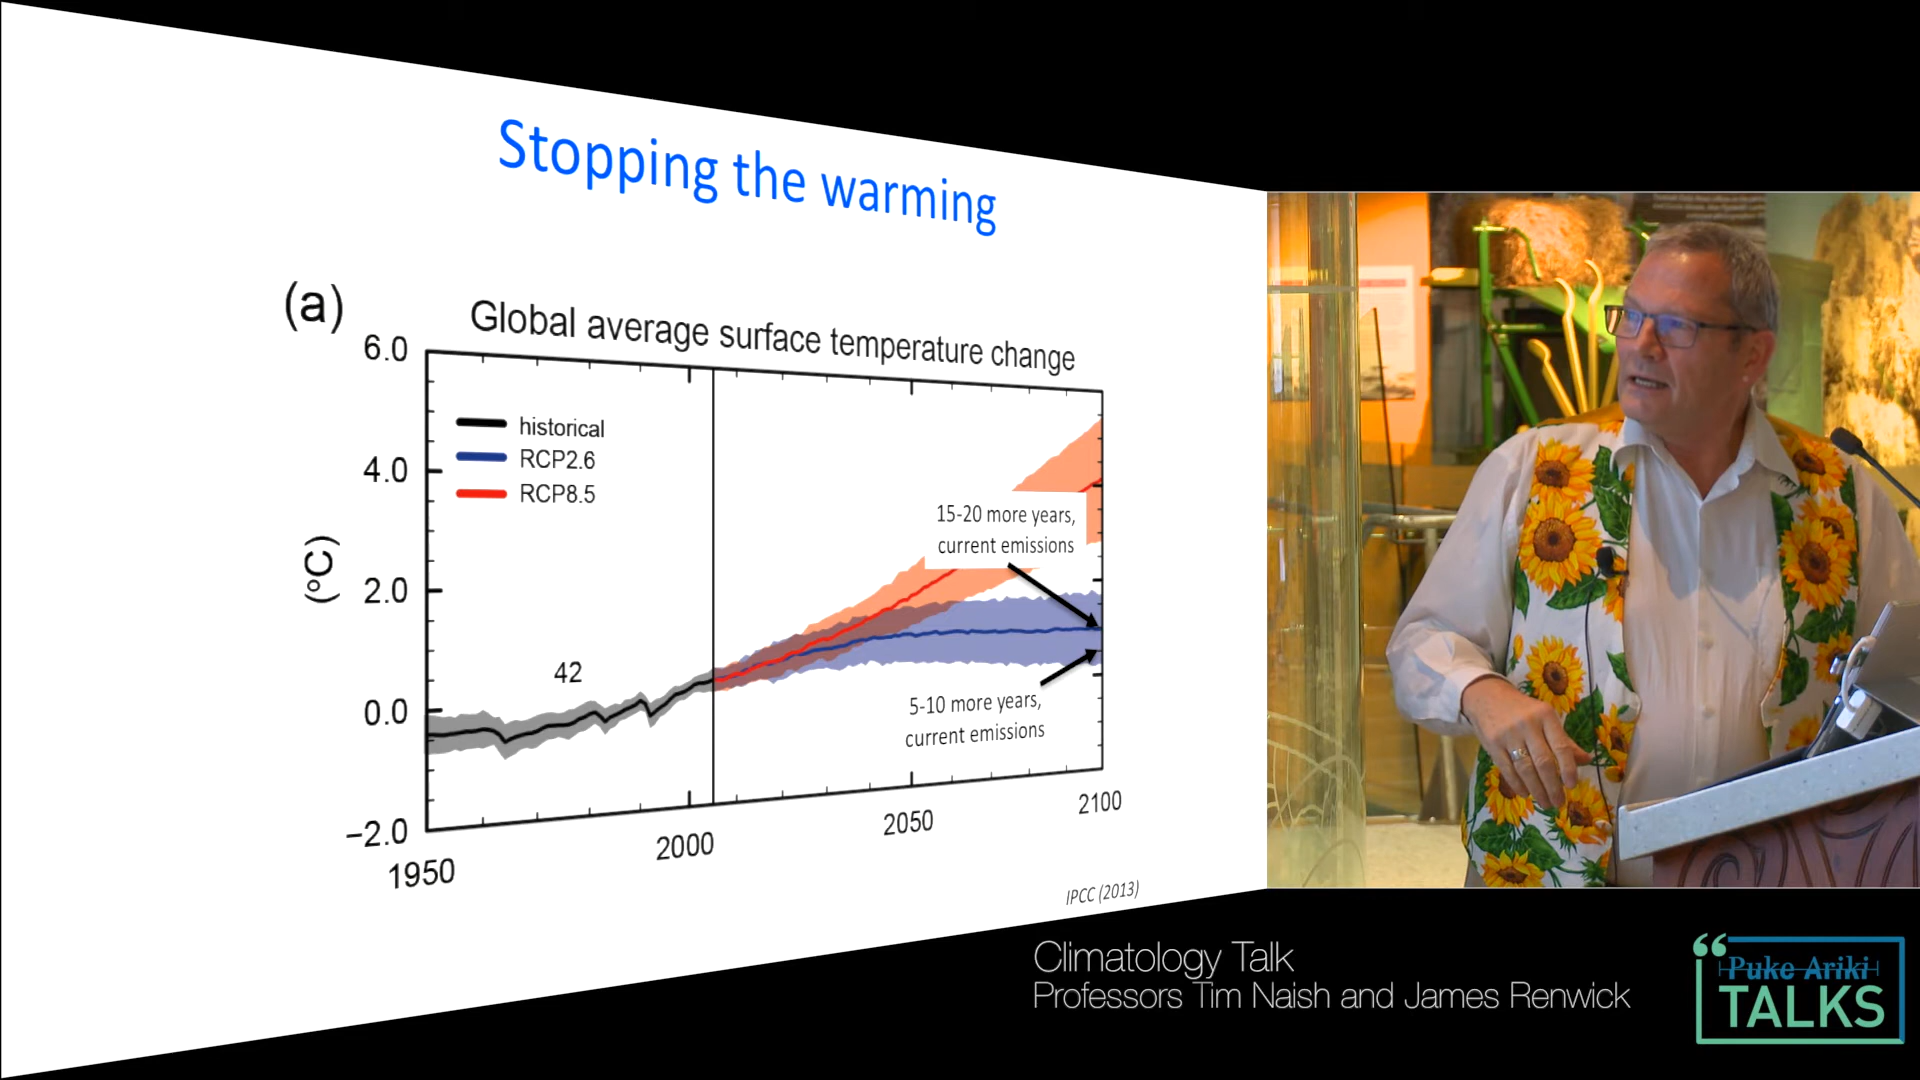 Stopping the warming
(a)
Global average surface temperature change
6.0
4.0
2.0
0.0
−2.0
(°C)
historical
RCP2.6
RCP8.5
42
15-20 more years,
current emissions
5-10 more years,
current emissions
1950
2000
2050
2100
IPCC (2013)
Climatology Talk
Professors Tim Naish and James Renwick
“Puke Ariki
TALKS